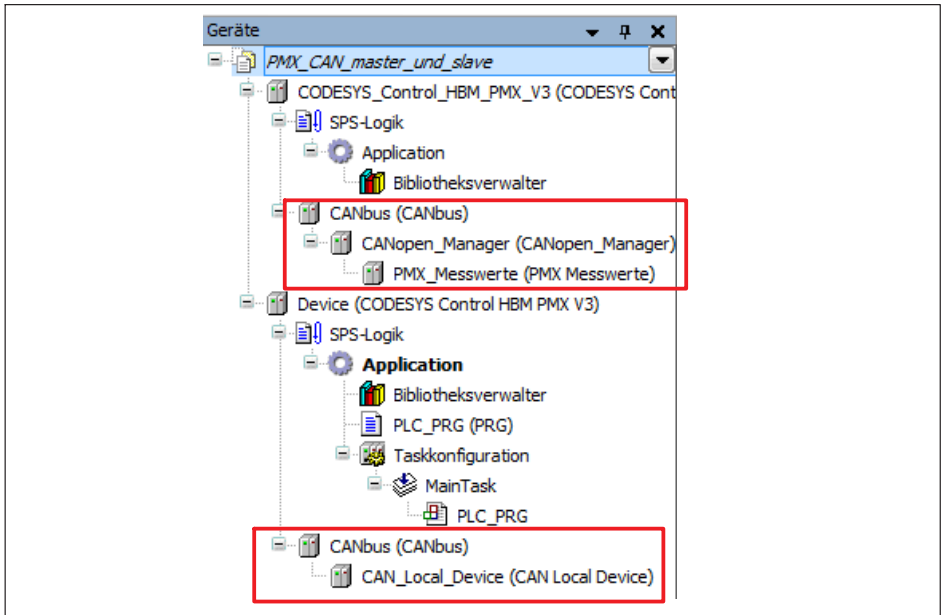 Geräte
PMX_CAN_master_und_slave
CODESYS_Control_HBM_PMX_V3 (CODESYS Cont
SPS-Logik
Application
Bibliotheksverwalter
CANbus (CANbus)
CANopen_Manager (CANopen_Manager)
PMX_Messwerte (PMX Messwerte)
Device (CODESYS Control HBM PMX V3)
SPS-Logik
Application
Bibliotheksverwalter
PLC_PRG (PRG)
Taskkonfiguration
MainTask
PLC_PRG
CANbus (CANbus)
CAN_Local_Device (CAN Local Device)